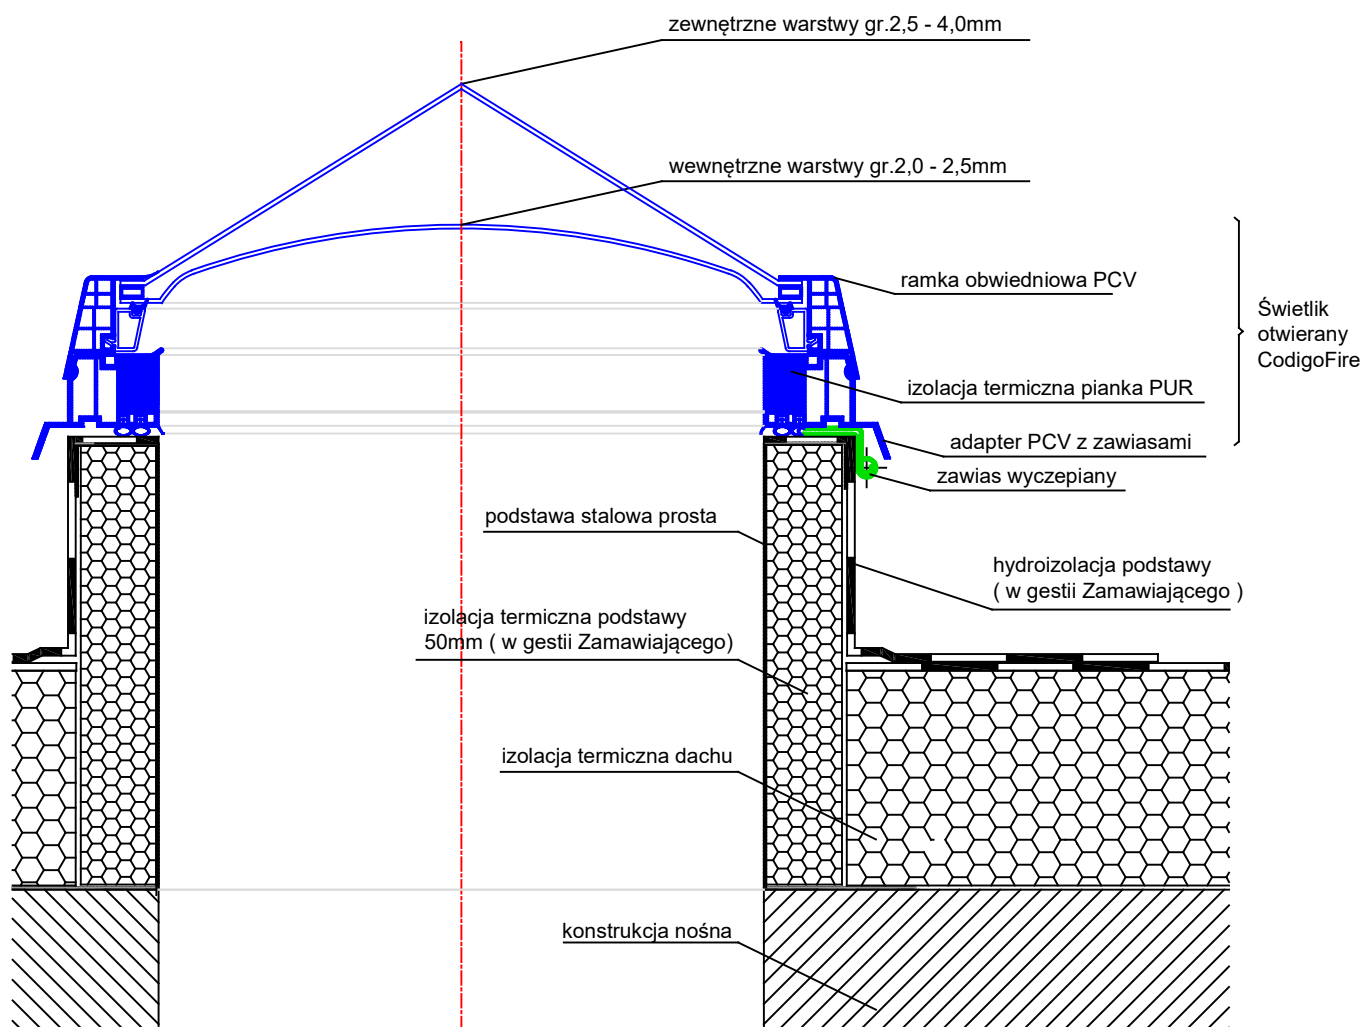 zewnętrzne warstwy gr.2,5 - 4,0mm
wewnętrzne warstwy gr.2,0 - 2,5mm
ramka obwiedniowa PCV
Świetlik
otwierany
CodigoFire
izolacja termiczna pianka PUR
adapter PCV z zawiasami
zawias wyczepiany
podstawa stalowa prosta
hydroizolacja podstawy
( w gestii Zamawiającego )
izolacja termiczna podstawy
50mm ( w gestii Zamawiającego)
izolacja termiczna dachu
konstrukcja nośna